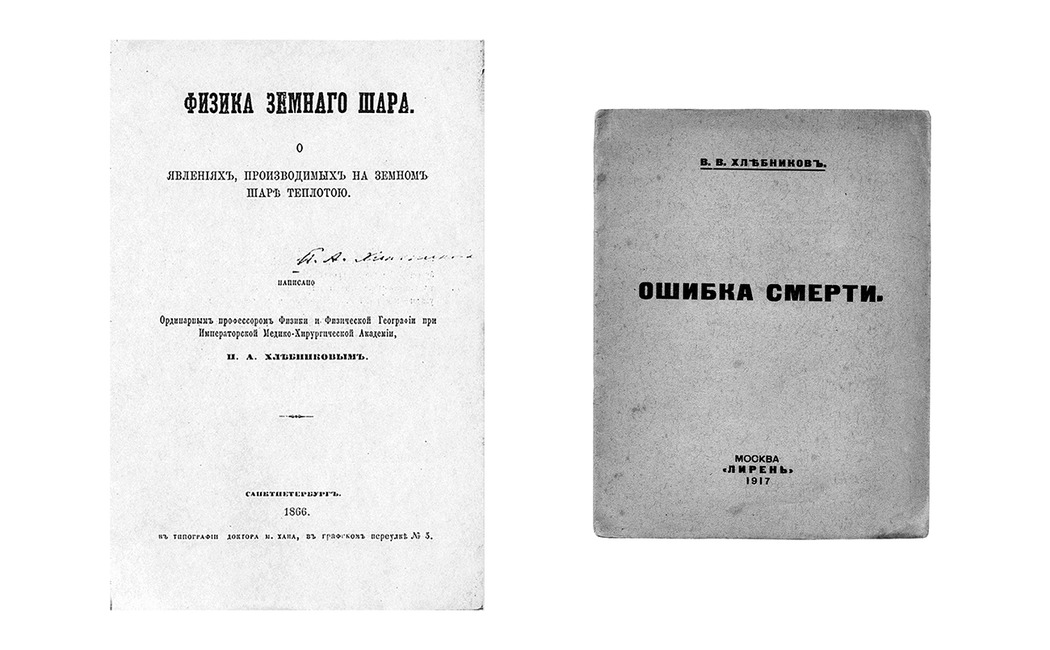 ФИЗИКА ЗЕМНАГО ШАРА.
О
ЯВЛЕНІЯХЪ, ПРОИЗВОДИМЫХЪ НА ЗЕМНОМЪ
ШАРѢ ТЕПЛОТОЮ.
НАПИСАНО
Ординарнымъ профессоромъ Физики и Физической Географіи при
Императорской Медико-Хирургической Академіи,
П. А. ХЛѢБНИКОВЫМЪ.
САНКТПЕТЕРБУРГЪ.
1866.
въ типографіи доктора м. хана, въ графскомъ переулкѣ № 5.
В. В. ХЛѢБНИКОВЪ.
ОШИБКА СМЕРТИ.
МОСКВА
«ЛИРЕНЬ»
1917